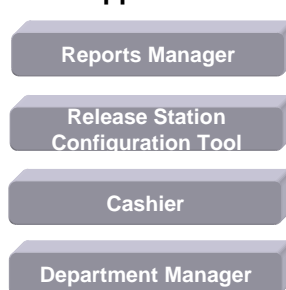 Reports Manager
Release Station
Configuration Tool
Cashier
Department Manager